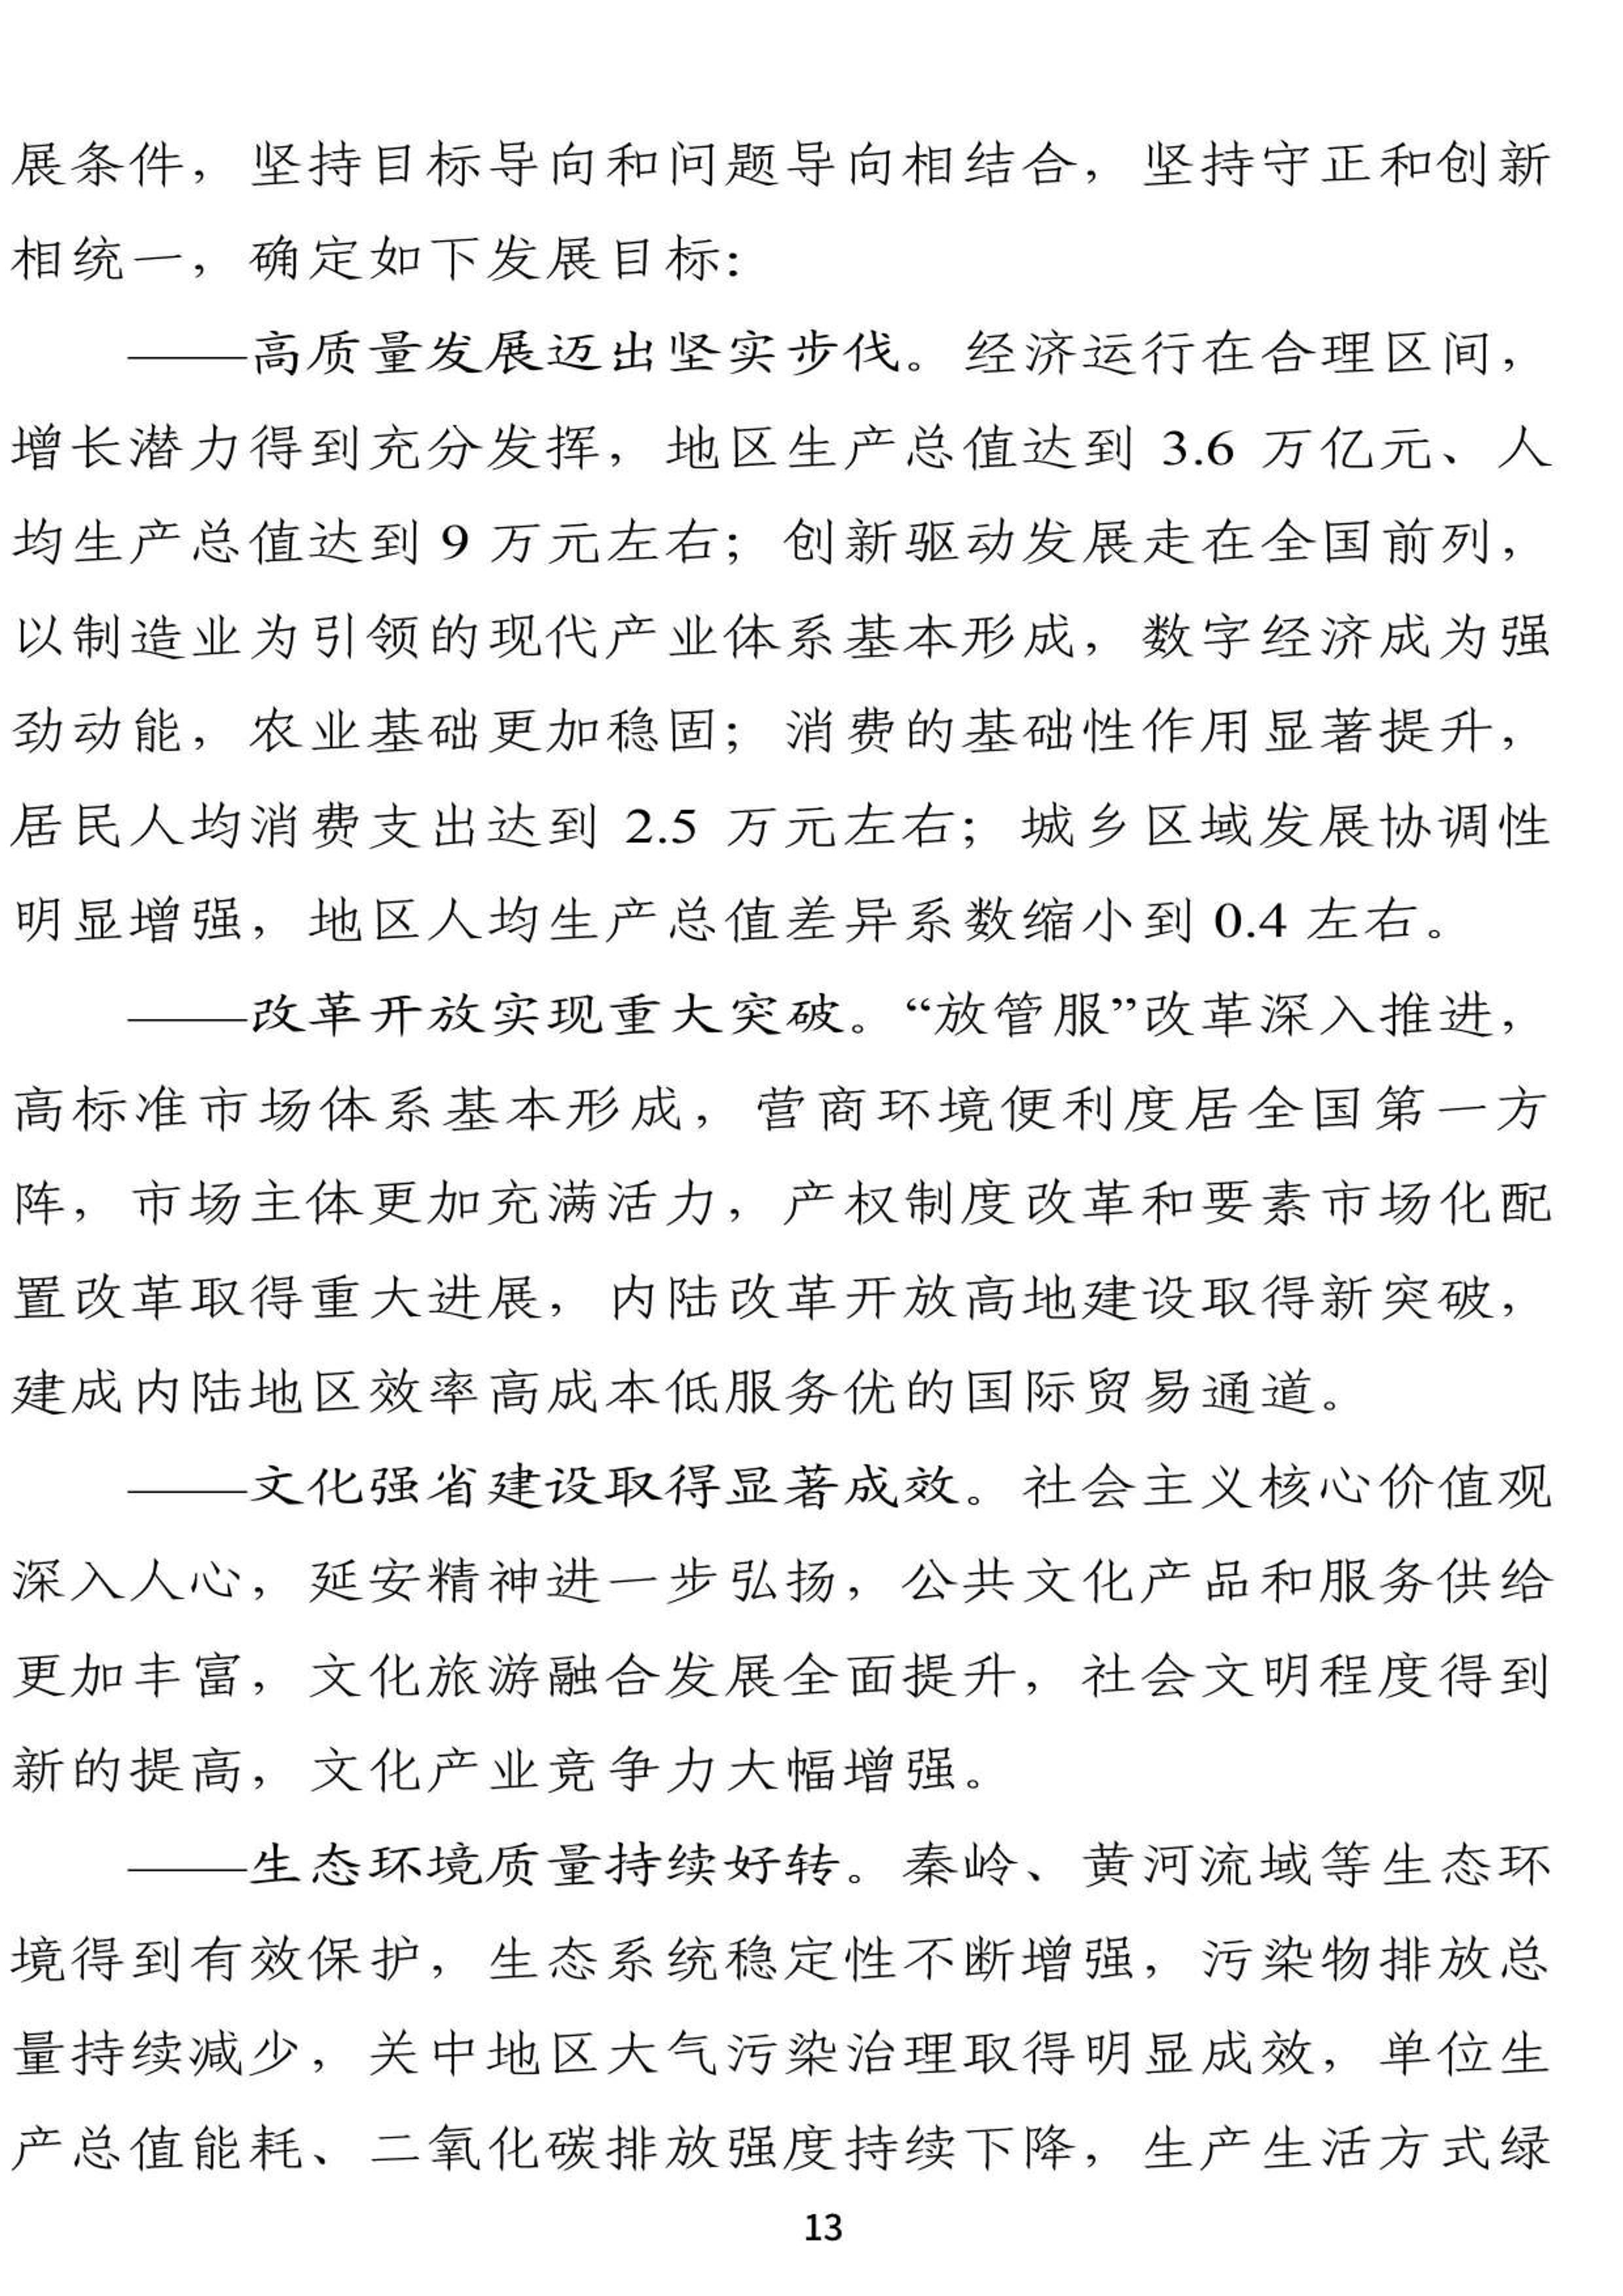 展条件，坚持目标导向和问题导向相结合，坚持守正和创新
相统一，确定如下发展目标：
——高质量发展迈出坚实步伐。经济运行在合理区间，
增长潜力得到充分发挥，地区生产总值达到 3.6 万亿元、人
均生产总值达到 9 万元左右；创新驱动发展走在全国前列，
以制造业为引领的现代产业体系基本形成，数字经济成为强
劲动能，农业基础更加稳固；消费的基础性作用显著提升，
居民人均消费支出达到 2.5 万元左右；城乡区域发展协调性
明显增强，地区人均生产总值差异系数缩小到 0.4 左右。
——改革开放实现重大突破。“放管服”改革深入推进，
高标准市场体系基本形成，营商环境便利度居全国第一方
阵，市场主体更加充满活力，产权制度改革和要素市场化配
置改革取得重大进展，内陆改革开放高地建设取得新突破，
建成内陆地区效率高成本低服务优的国际贸易通道。
——文化强省建设取得显著成效。社会主义核心价值观
深入人心，延安精神进一步弘扬，公共文化产品和服务供给
更加丰富，文化旅游融合发展全面提升，社会文明程度得到
新的提高，文化产业竞争力大幅增强。
——生态环境质量持续好转。秦岭、黄河流域等生态环
境得到有效保护，生态系统稳定性不断增强，污染物排放总
量持续减少，关中地区大气污染治理取得明显成效，单位生
产总值能耗、二氧化碳排放强度持续下降，生产生活方式绿
13